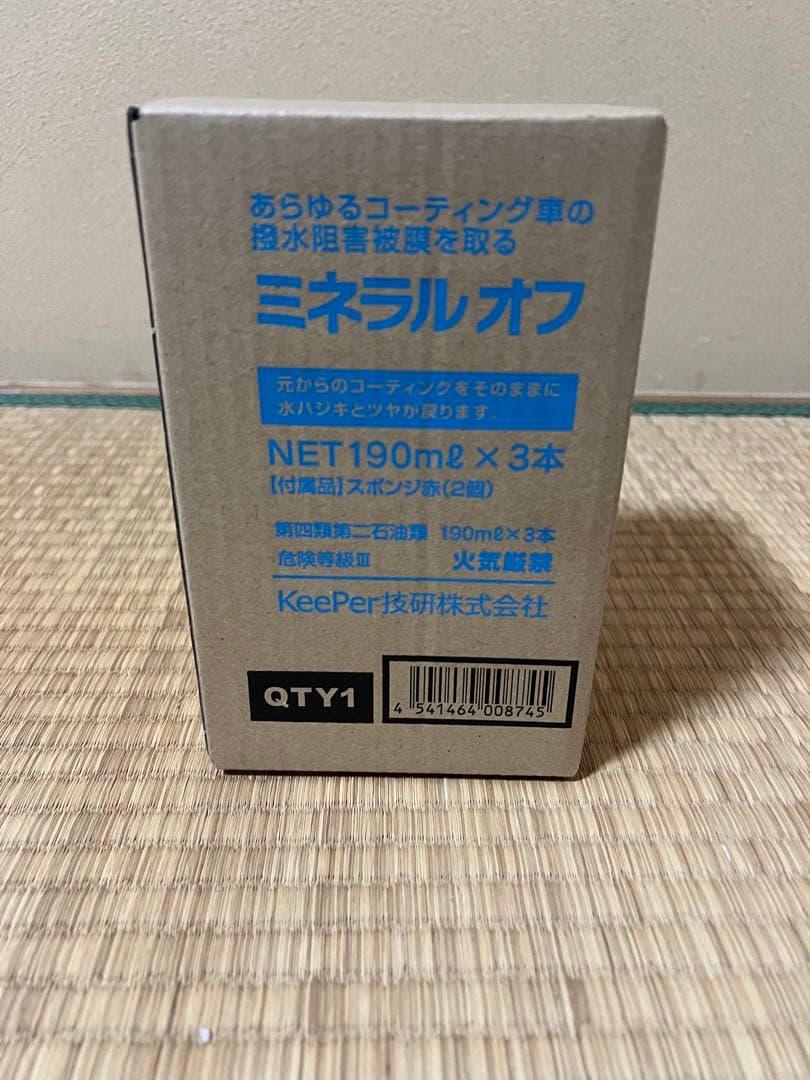 あらゆるコーティング車の
撥水阻害被膜を取る
ミネラルオフ
元からのコーティングをそのままに
水ハジキとツヤが戻ります。
NET190mℓ×3本
【付属品】スポンジ赤(2個)
第四類第二石油類 190mℓ×3本
危険等級Ⅲ 火気厳禁
KeePer技研株式会社
QTY1
4 541464 008745